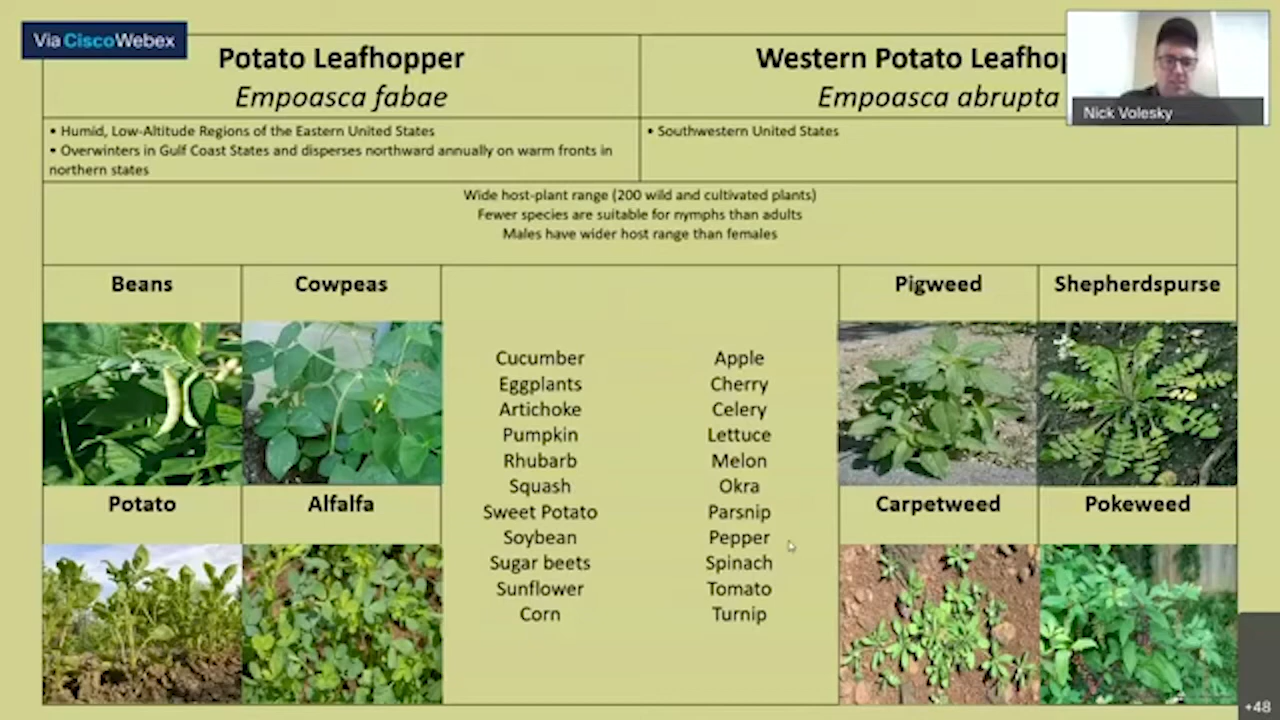 Via CiscoWebex
Potato Leafhopper
Empoasca fabae
Western Potato Leafhop
Empoasca abrupta
Nick Volesky
• Humid, Low-Altitude Regions of the Eastern United States
• Overwinters in Gulf Coast States and disperses northward annually on warm fronts in
northern states
• Southwestern United States
Wide host-plant range (200 wild and cultivated plants)
Fewer species are suitable for nymphs than adults
Males have wider host range than females
Beans
Cowpeas
Potato
Alfalfa
Cucumber
Eggplants
Artichoke
Pumpkin
Rhubarb
Squash
Sweet Potato
Soybean
Sugar beets
Sunflower
Corn
Apple
Cherry
Celery
Lettuce
Melon
Okra
Parsnip
Pepper
Spinach
Tomato
Turnip
Pigweed
Shepherdspurse
Carpetweed
Pokeweed
+48